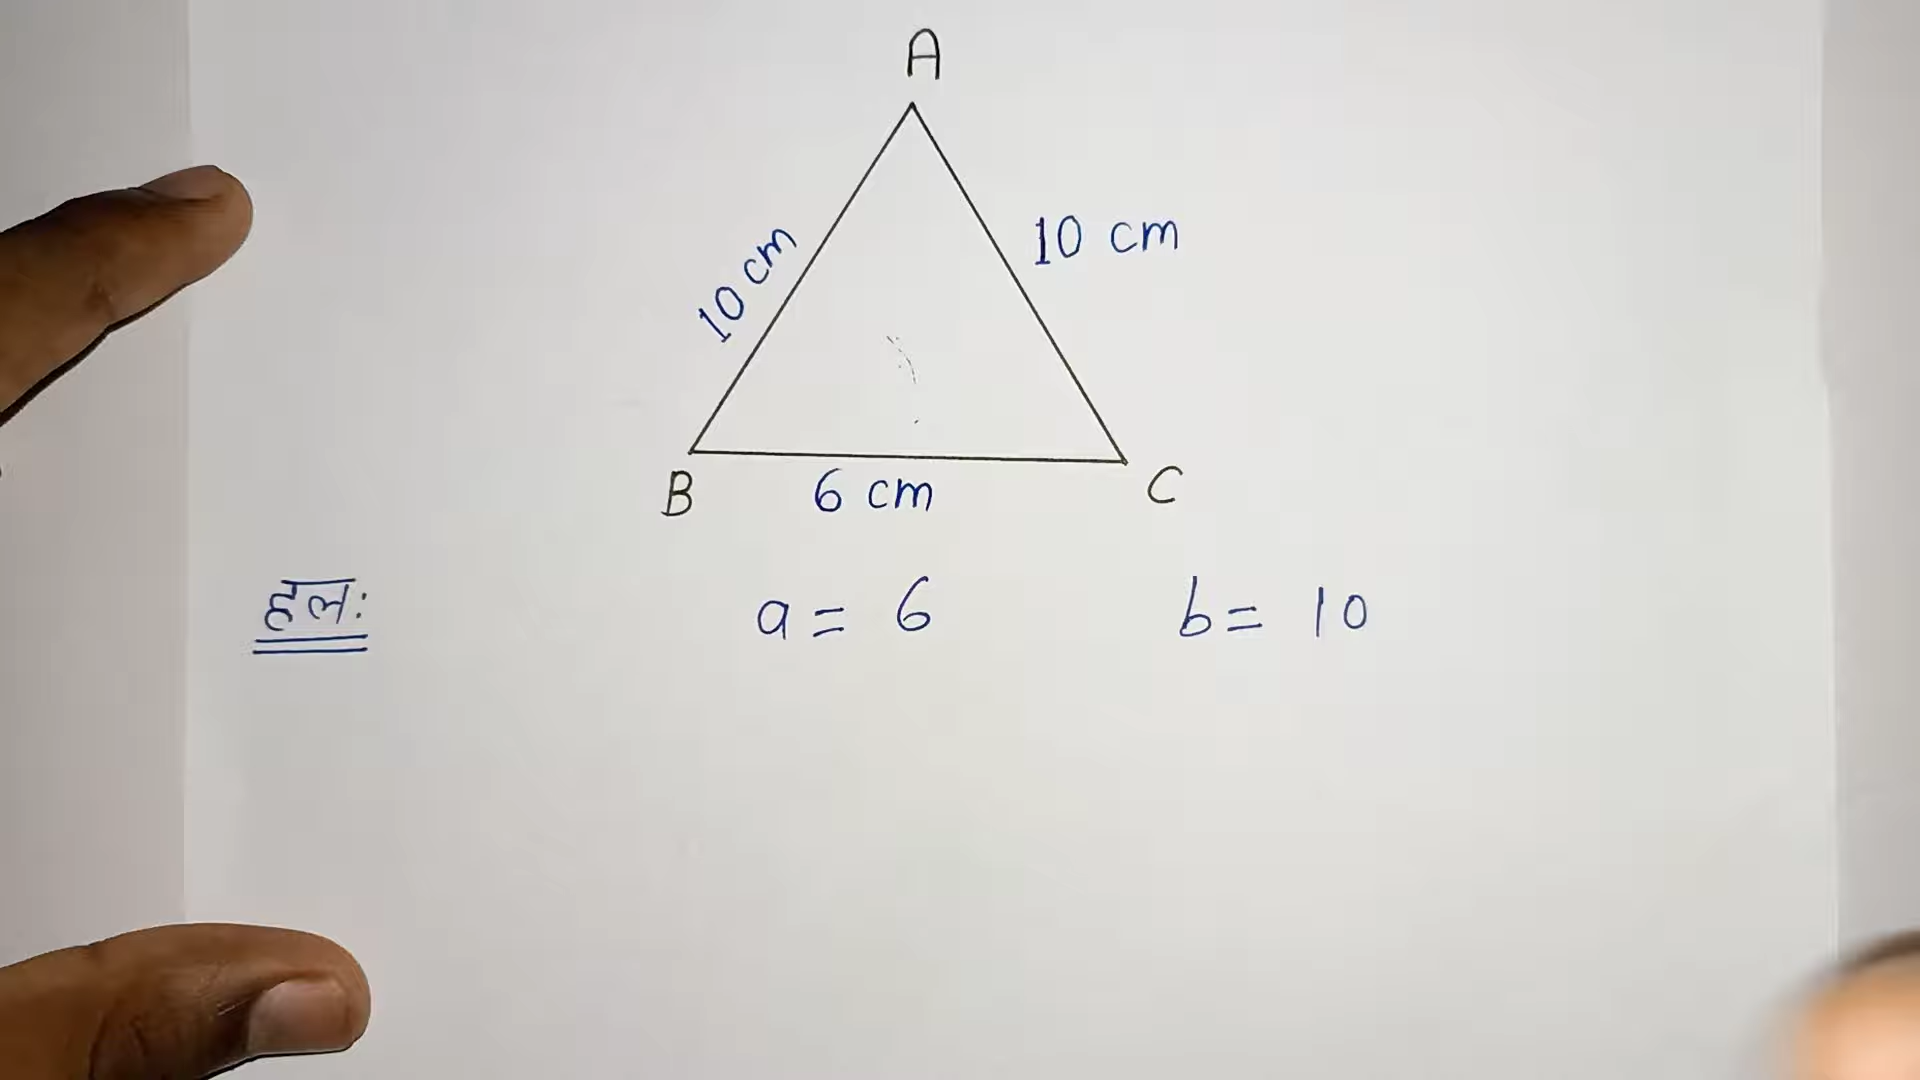 A
10 cm
10 cm
B
6 cm
C
हल:
a = 6
b = 10